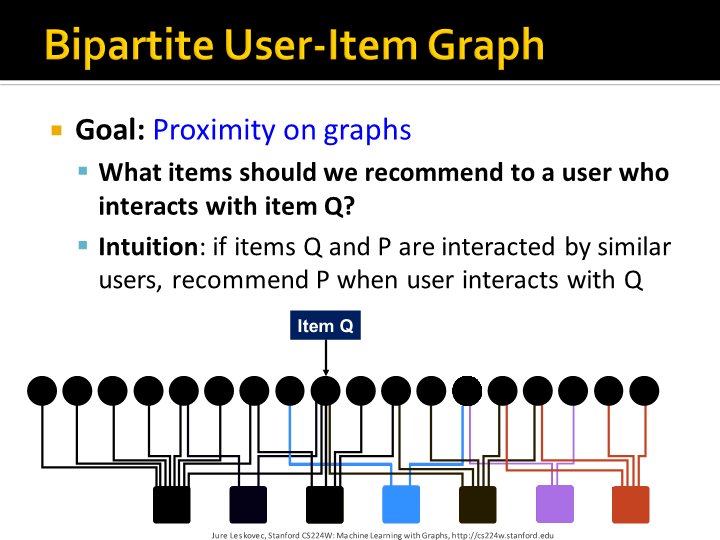 Bipartite User-Item Graph
Goal: Proximity on graphs
What items should we recommend to a user who
interacts with item Q?
Intuition: if items Q and P are interacted by similar
users, recommend P when user interacts with Q
Item Q
Jure Leskovec, Stanford CS224W: Machine Learning with Graphs, http://cs224w.stanford.edu